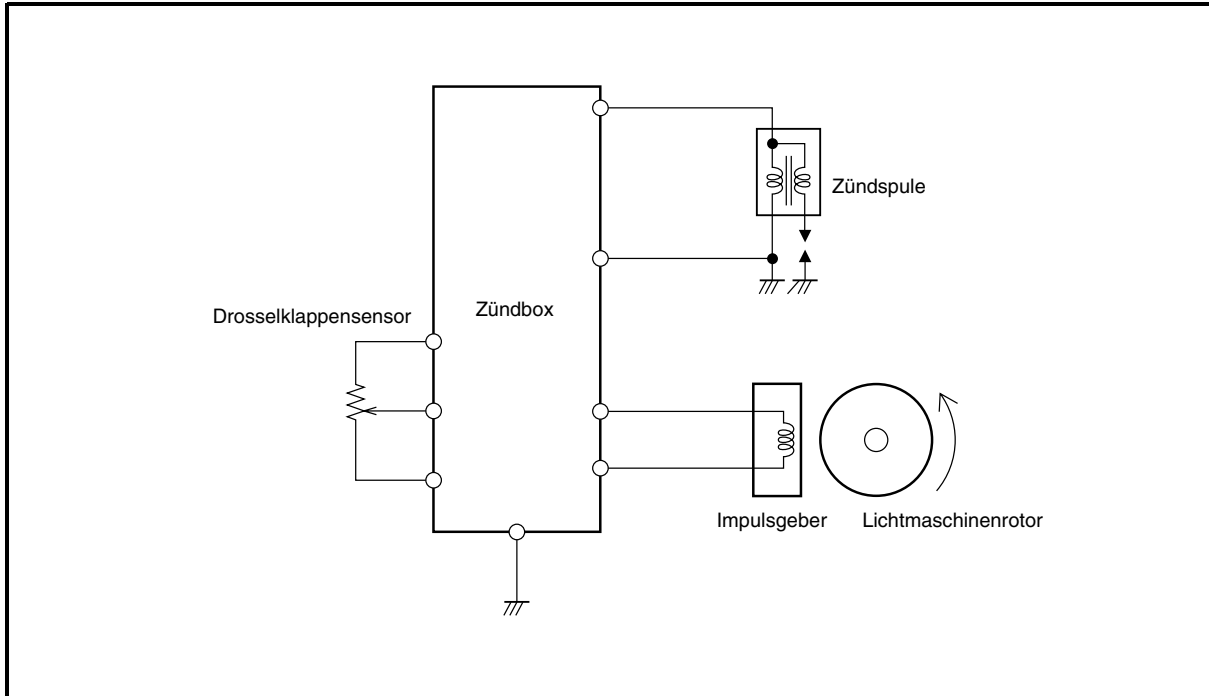 Zündspule
Drosselklappensensor
Zündbox
Impulsgeber
Lichtmaschinenrotor